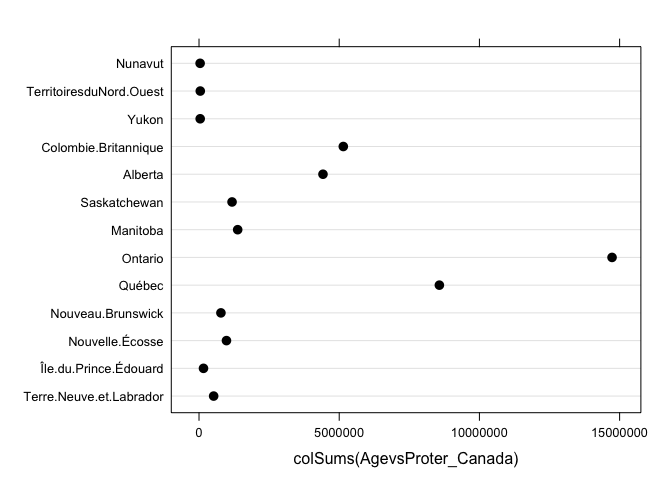 Nunavut
TerritoiresduNord.Ouest
Yukon
Colombie.Britannique
Alberta
Saskatchewan
Manitoba
Ontario
Québec
Nouveau.Brunswick
Nouvelle.Écosse
Île.du.Prince.Édouard
Terre.Neuve.et.Labrador
0 5000000 10000000 15000000
colSums(AgevsProter_Canada)